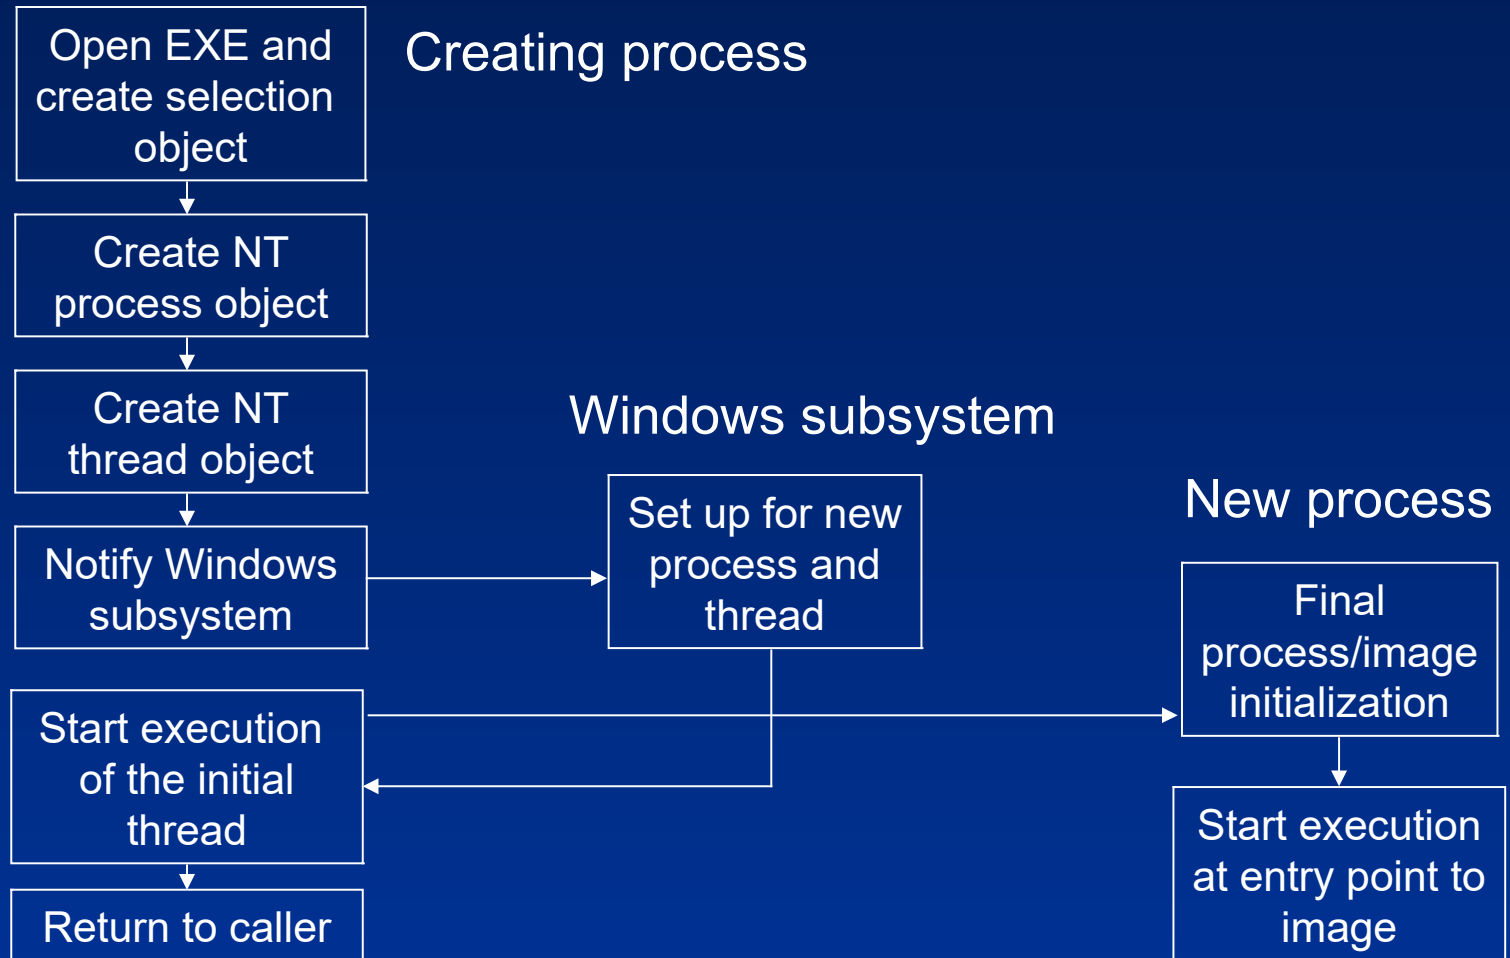 Open EXE and
create selection
object
Creating process
Create NT
process object
Create NT
thread object
Notify Windows
subsystem
Windows subsystem
Set up for new
process and
thread
New process
Final
process/image
initialization
Start execution
of the initial
thread
Return to caller
Start execution
at entry point to
image